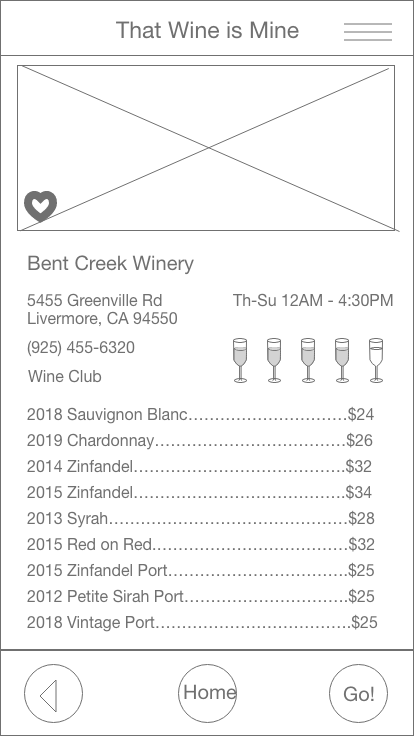 That Wine is Mine
Bent Creek Winery
5455 Greenville Rd
Livermore, CA 94550
Th-Su 12AM - 4:30PM
(925) 455-6320
Wine Club
2018 Sauvignon Blanc.................................$24
2019 Chardonnay........................................$26
2014 Zinfandel.............................................$32
2015 Zinfandel.............................................$34
2013 Syrah..................................................$28
2015 Red on Red.........................................$32
2015 Zinfandel Port......................................$25
2012 Petite Sirah Port..................................$25
2018 Vintage Port.........................................$25
Home
Go!